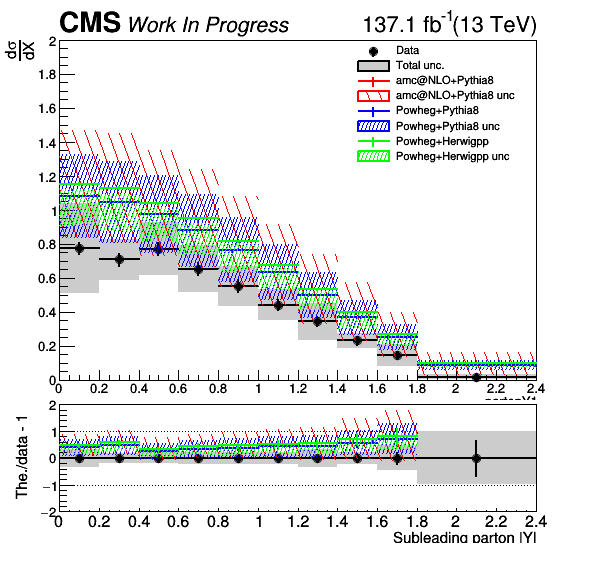 CMS Work In Progress 137.1 fb-1(13 TeV)
dσ
dX
2
1.8
1.6
1.4
1.2
1
0.8
0.6
0.4
0.2
0
Data
Total unc.
amc@NLO+Pythia8
amc@NLO+Pythia8 unc
Powheg+Pythia8
Powheg+Pythia8 unc
Powheg+Herwigpp
Powheg+Herwigpp unc
0 0.2 0.4 0.6 0.8 1 1.2 1.4 1.6 1.8 2 2.2 2.4
The./data - 1
2
1
0
−1
−2
0 0.2 0.4 0.6 0.8 1 1.2 1.4 1.6 1.8 2 2.2 2.4
Subleading parton |Y|